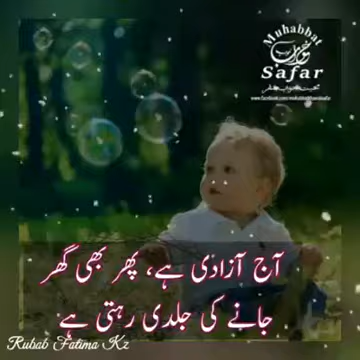 Muhabbat
Safar
آج آزادی ہے، پھر بھی گھر
جانے کی جلدی رہتی ہے
Rubab Fatima Kz